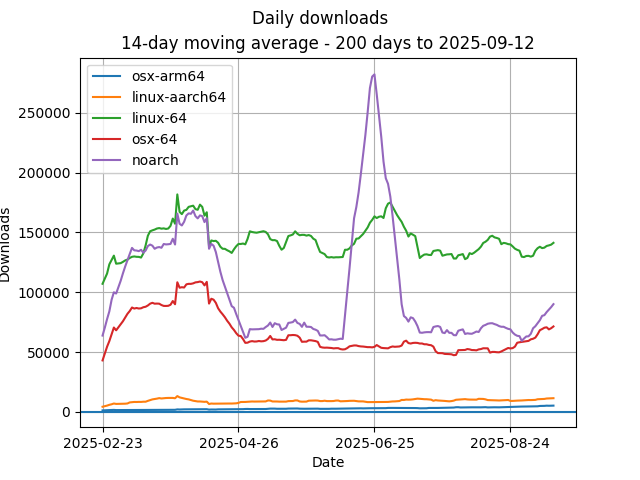 Daily downloads
14-day moving average - 200 days to 2025-09-12
osx-arm64
linux-aarch64
linux-64
osx-64
noarch
Downloads
250000
200000
150000
100000
50000
0
2025-02-23 2025-04-26 2025-06-25 2025-08-24
Date